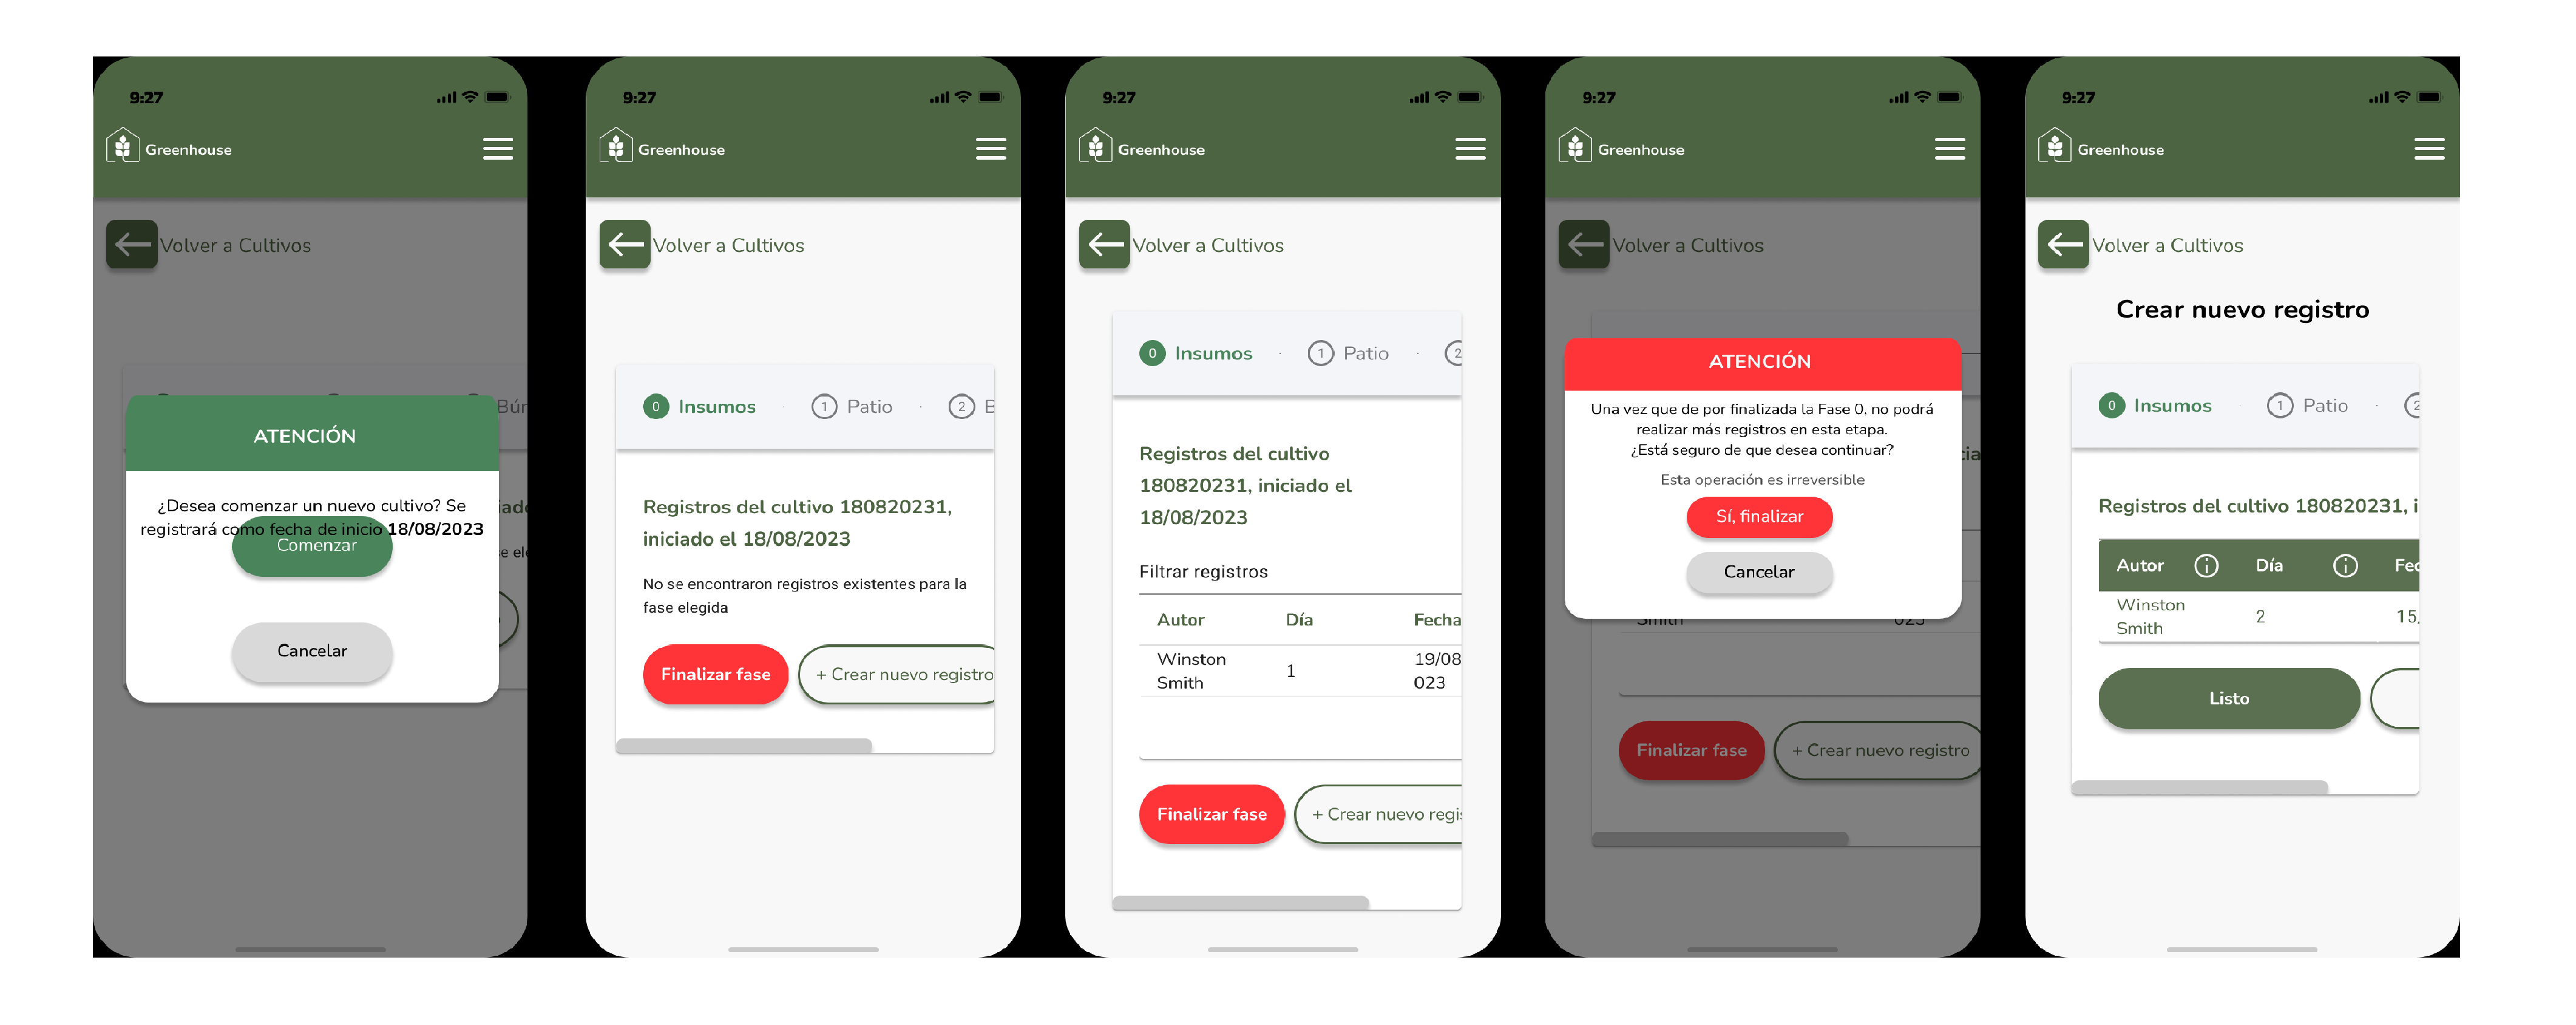 9:27
Greenhouse
Volver a Cultivos
Búr
ATENCIÓN
¿Desea comenzar un nuevo cultivo? Se
registrará como fecha de inicio 18/08/2023
Comenzar
Cancelar
9:27
Greenhouse
Volver a Cultivos
0 Insumos · 1 Patio · 2 B
Registros del cultivo 180820231,
iniciado el 18/08/2023
No se encontraron registros existentes para la
fase elegida
Finalizar fase
+ Crear nuevo registro
9:27
Greenhouse
Volver a Cultivos
0 Insumos · 1 Patio · 2
Registros del cultivo
180820231, iniciado el
18/08/2023
Filtrar registros
Autor Día Fecha
Winston
Smith
1
19/08
023
Finalizar fase
+ Crear nuevo regis
9:27
Greenhouse
Volver a Cultivos
ATENCIÓN
Una vez que de por finalizada la Fase 0, no podrá
realizar más registros en esta etapa.
¿Está seguro de que desea continuar?
Esta operación es irreversible
Sí, finalizar
Cancelar
Smith 023
Finalizar fase
+ Crear nuevo registro
9:27
Greenhouse
Volver a Cultivos
Crear nuevo registro
0 Insumos · 1 Patio · 2
Registros del cultivo 180820231, i
Autor Día Fec
Winston
Smith
2
15,
Listo